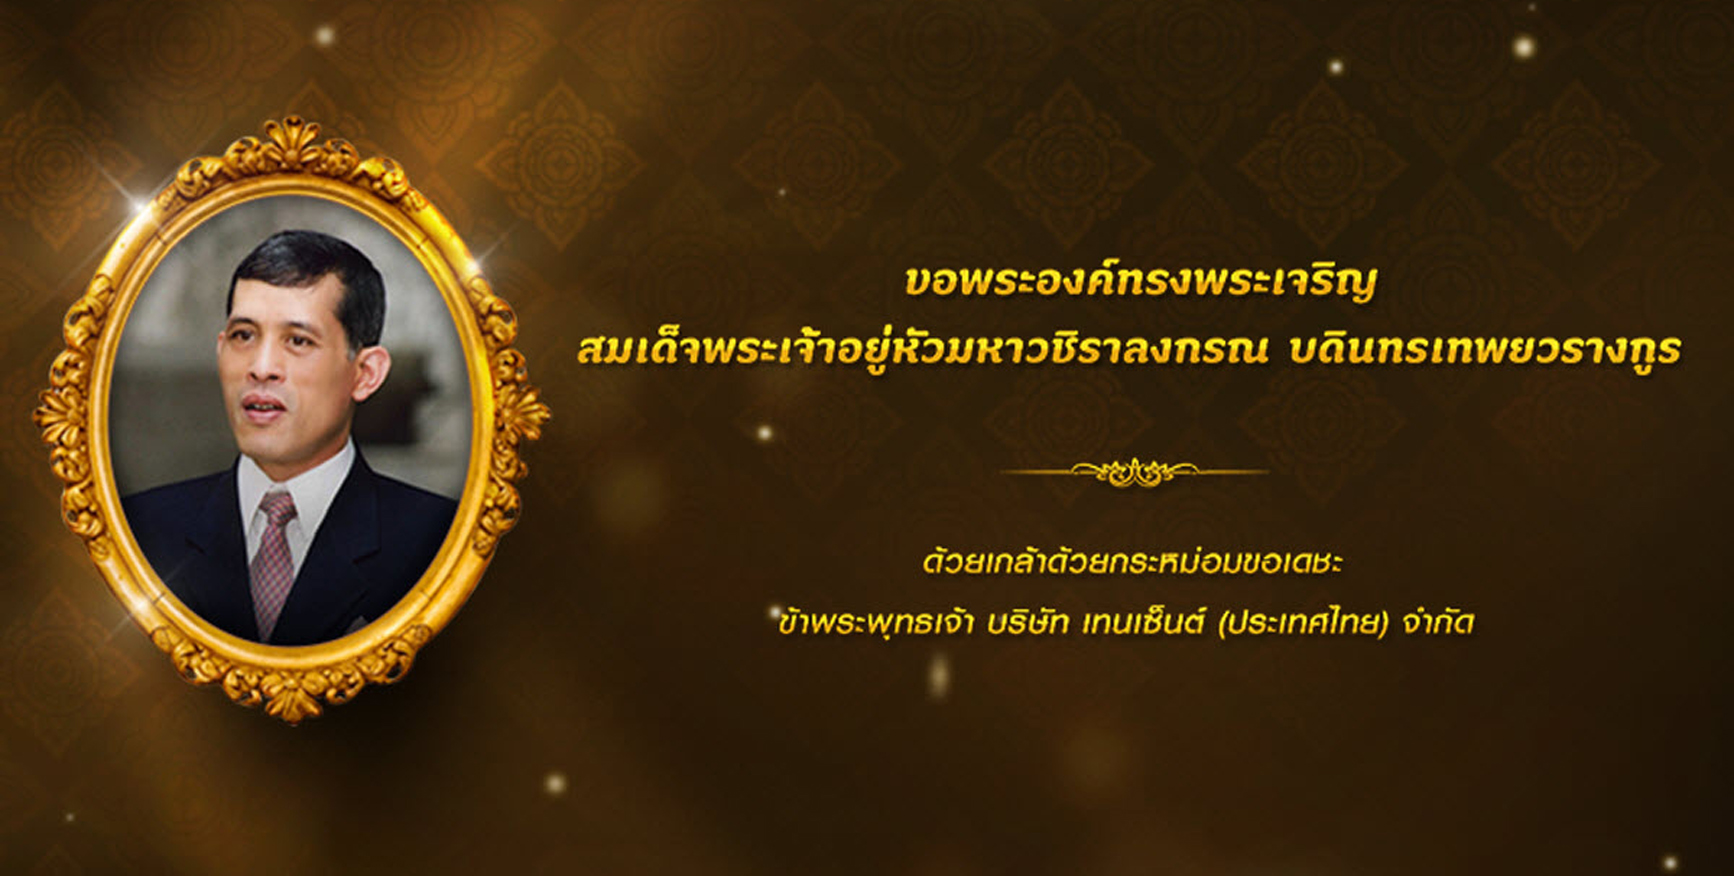 ขอพระองค์ทรงพระเจริญ
สมเด็จพระเจ้าอยู่หัวมหาวชิราลงกรณ บดินทรเทพยวรางกูร
ด้วยเกล้าด้วยกระหม่อมขอเดชะ
ข้าพระพุทธเจ้า บริษัท เทนเซ็นต์ (ประเทศไทย) จำกัด